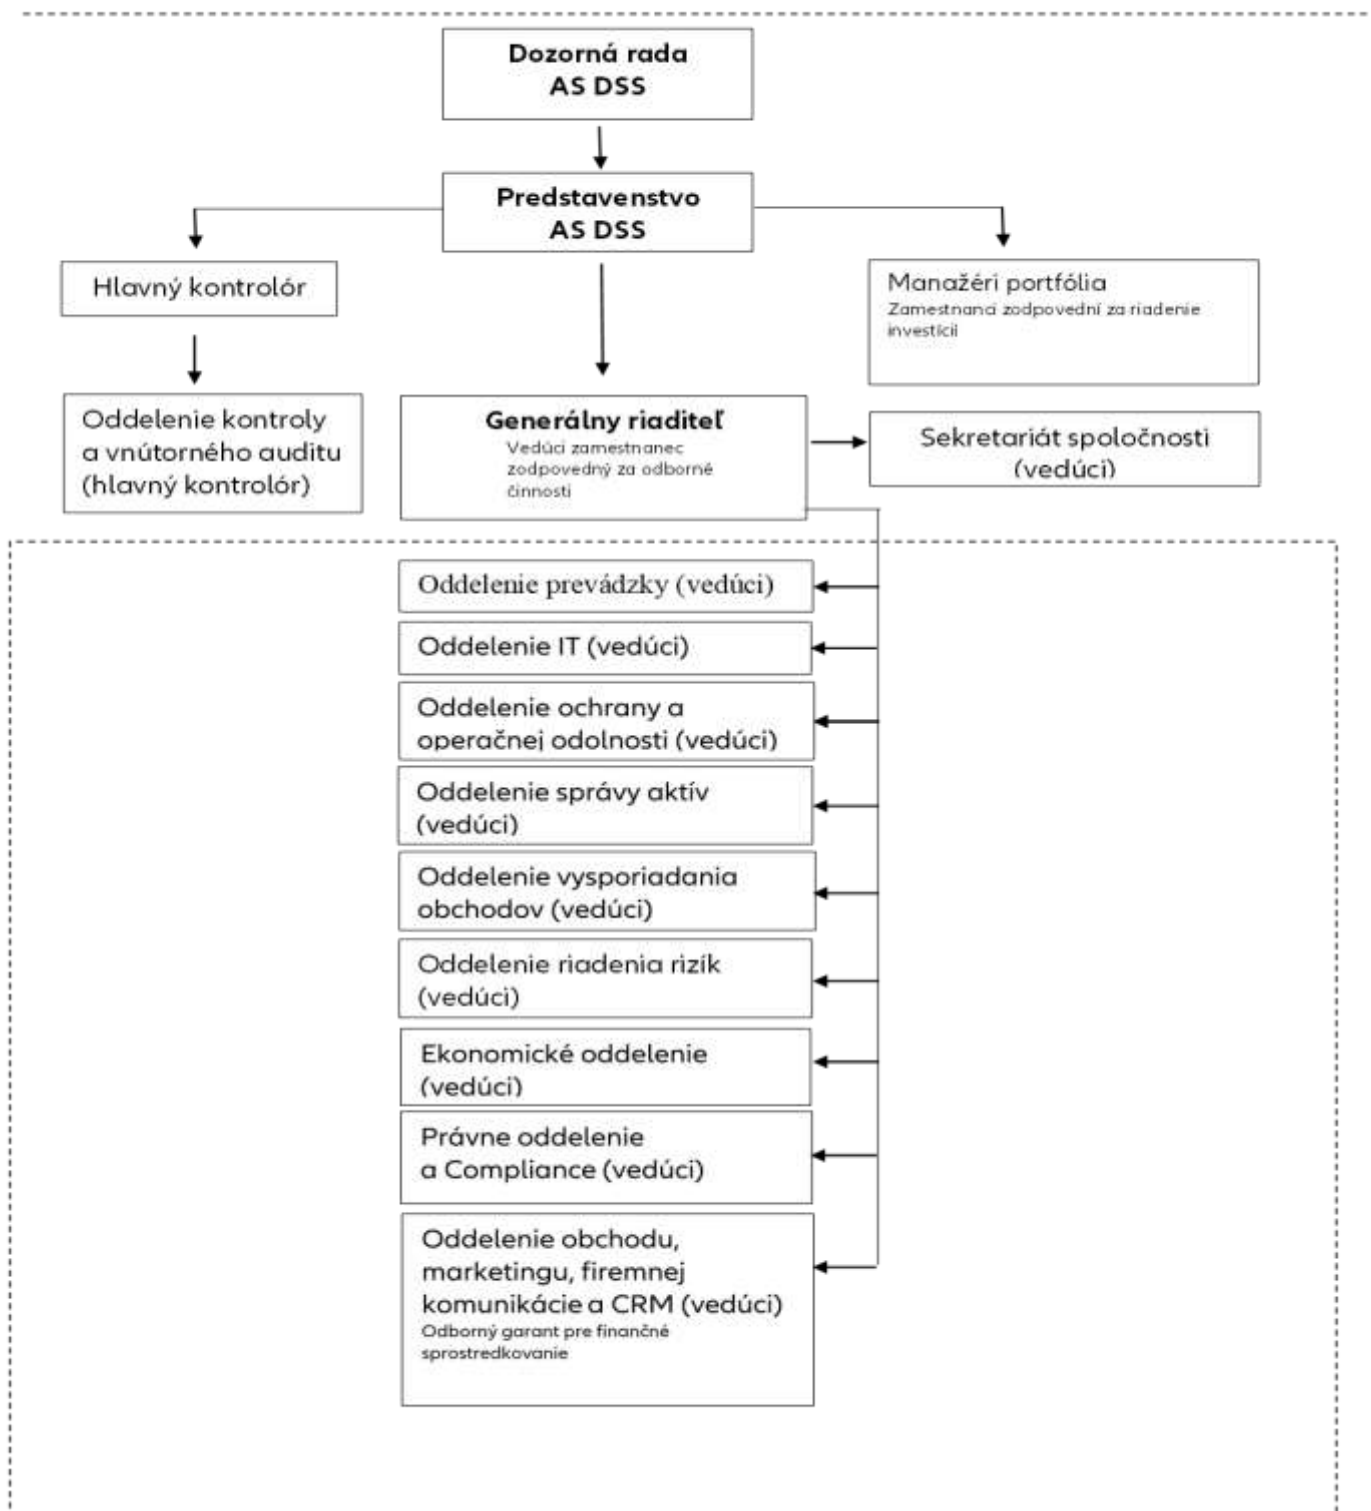 Dozorná rada
AS DSS
Predstavenstvo
AS DSS
Hlavný kontrolór
Manažéri portfólia
Zamestnanci zodpovední za riadenie
investícií
Oddelenie kontroly
a vnútorného auditu
(hlavný kontrolór)
Generálny riaditeľ
Vedúci zamestnanec
zodpovedný za odborné
činnosti
Sekretariát spoločnosti
(vedúci)
Oddelenie prevádzky (vedúci)
Oddelenie IT (vedúci)
Oddelenie ochrany a
operačnej odolnosti (vedúci)
Oddelenie správy aktív
(vedúci)
Oddelenie vysporiadania
obchodov (vedúci)
Oddelenie riadenia rizík
(vedúci)
Ekonomické oddelenie
(vedúci)
Právne oddelenie
a Compliance (vedúci)
Oddelenie obchodu,
marketingu, firemnej
komunikácie a CRM (vedúci)
Odborný garant pre finančné
sprostredkovanie